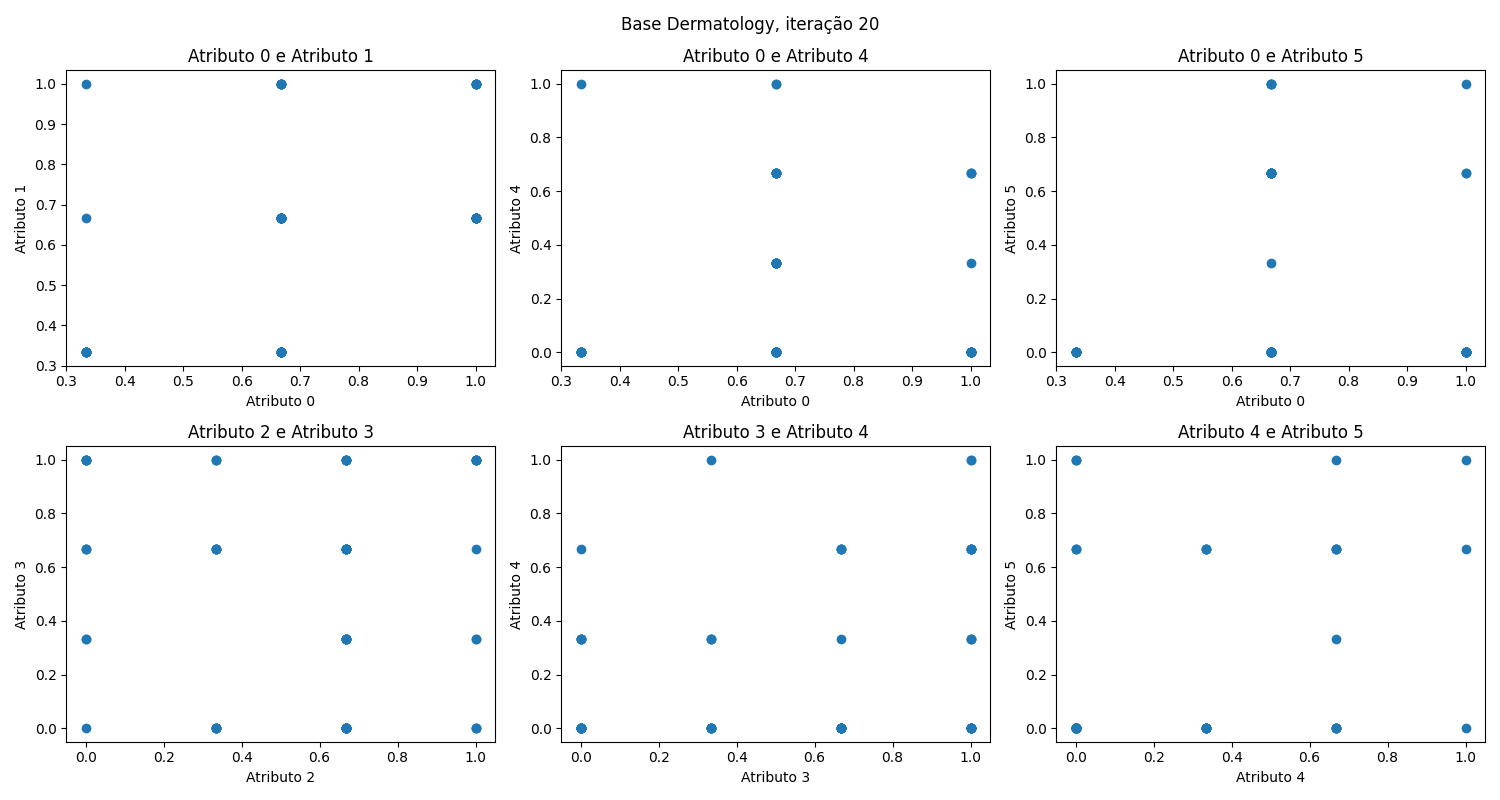 Base Dermatology, iteração 20
Atributo 0 e Atributo 1
1.0
0.9
0.8
0.7
0.6
0.5
0.4
0.3
Atributo 1
0.3 0.4 0.5 0.6 0.7 0.8 0.9 1.0
Atributo 0
Atributo 0 e Atributo 4
1.0
0.8
0.6
0.4
0.2
0.0
Atributo 4
0.3 0.4 0.5 0.6 0.7 0.8 0.9 1.0
Atributo 0
Atributo 0 e Atributo 5
1.0
0.8
0.6
0.4
0.2
0.0
Atributo 5
0.3 0.4 0.5 0.6 0.7 0.8 0.9 1.0
Atributo 0
Atributo 2 e Atributo 3
1.0
0.8
0.6
0.4
0.2
0.0
Atributo 3
0.0 0.2 0.4 0.6 0.8 1.0
Atributo 2
Atributo 3 e Atributo 4
1.0
0.8
0.6
0.4
0.2
0.0
Atributo 4
0.0 0.2 0.4 0.6 0.8 1.0
Atributo 3
Atributo 4 e Atributo 5
1.0
0.8
0.6
0.4
0.2
0.0
Atributo 5
0.0 0.2 0.4 0.6 0.8 1.0
Atributo 4